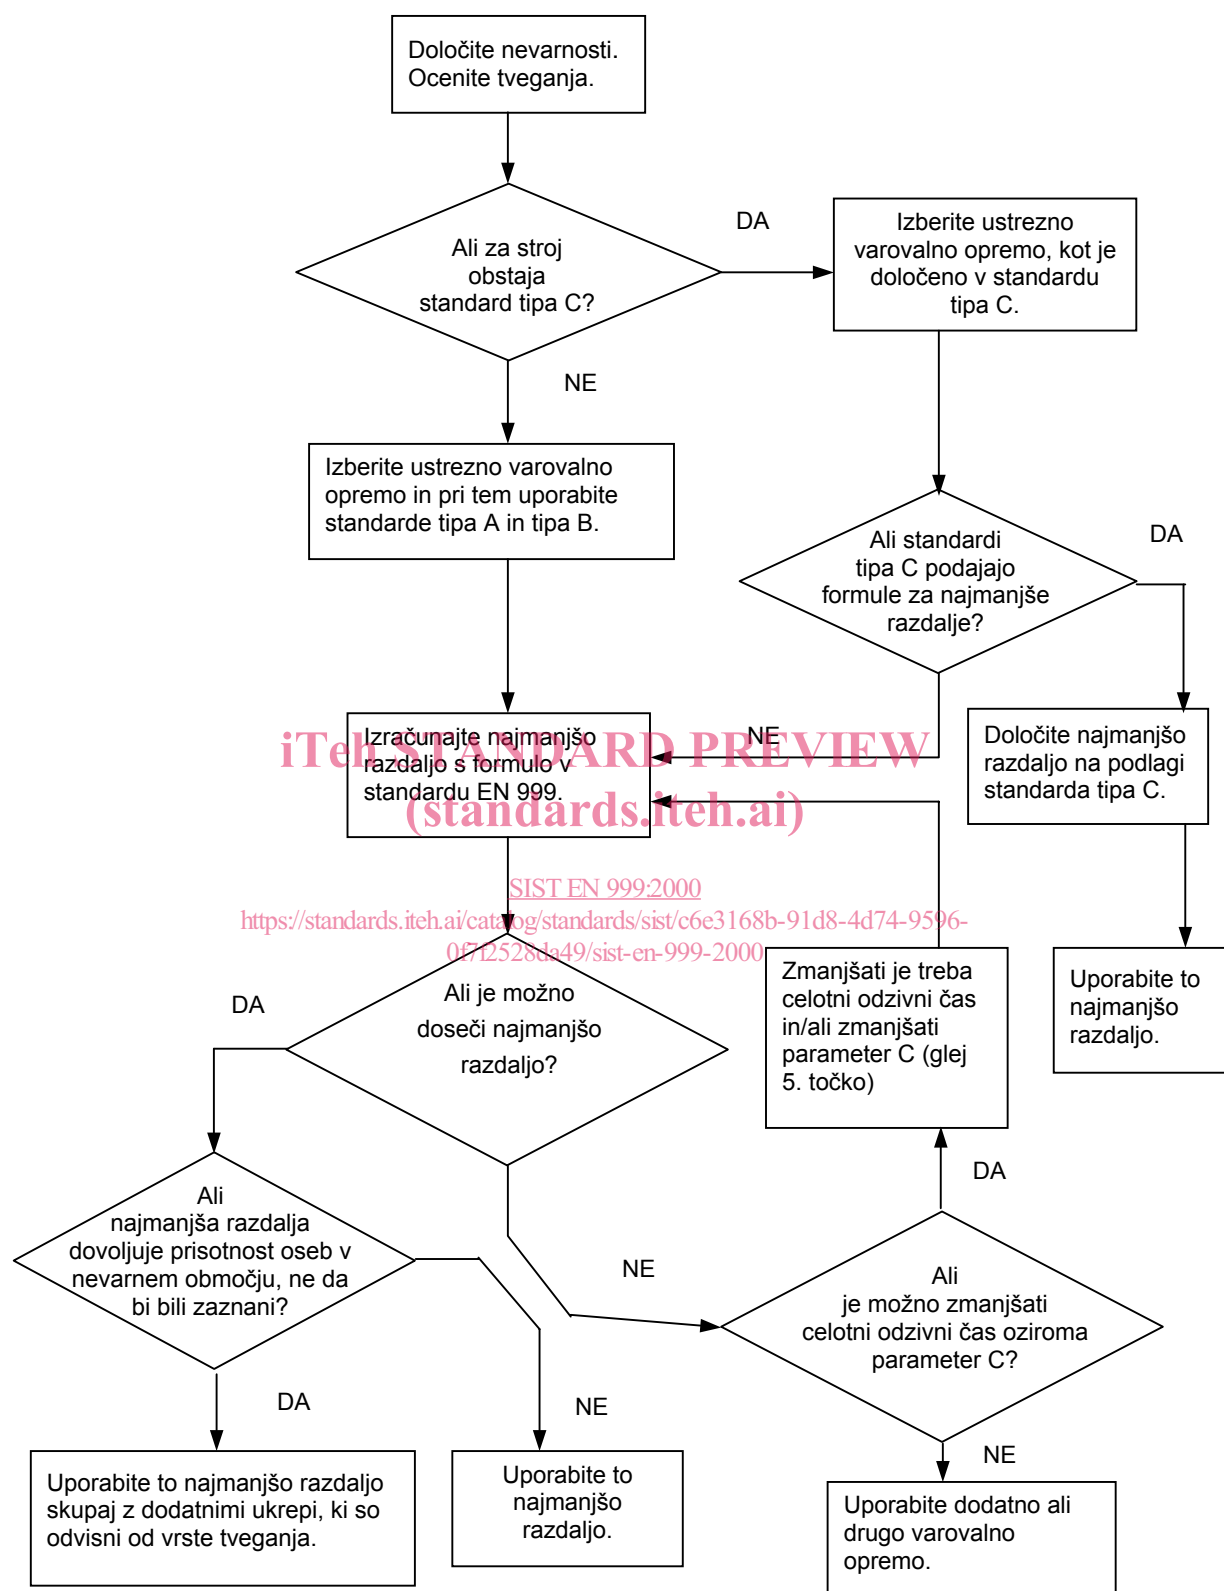 Določite nevarnosti.
Ocenite tveganja.
Ali za stroj
obstaja
standard tipa C?
DA
Izberite ustrezno
varovalno opremo, kot je
določeno v standardu
tipa C.
NE
Izberite ustrezno varovalno
opremo in pri tem uporabite
standarde tipa A in tipa B.
Ali standardi
tipa C podajajo
formule za najmanjše
razdalje?
DA
Izračunajte najmanjšo
razdaljo s formulo v
standardu EN 999.
NE
Določite najmanjšo
razdaljo na podlagi
standarda tipa C.
iTeh STANDARD PREVIEW
(standards.iteh.ai)
SIST EN 999:2000
https://standards.iteh.ai/catalog/standards/sist/c6e3168b-91d8-4d74-9596-
0f7f2528da49/sist-en-999-2000
DA
Ali je možno
doseči najmanjšo
razdaljo?
Zmanjšati je treba
celotni odzivni čas
in/ali zmanjšati
parameter C (glej
5. točko)
Uporabite to
najmanjšo
razdaljo.
Ali
najmanjša razdalja
dovoljuje prisotnost oseb v
nevarnem območju, ne da
bi bili zaznani?
NE
DA
Ali
je možno zmanjšati
celotni odzivni čas oziroma
parameter C?
DA
NE
NE
Uporabite to najmanjšo razdaljo
skupaj z dodatnimi ukrepi, ki so
odvisni od vrste tveganja.
Uporabite to
najmanjšo
razdaljo.
Uporabite dodatno ali
drugo varovalno
opremo.